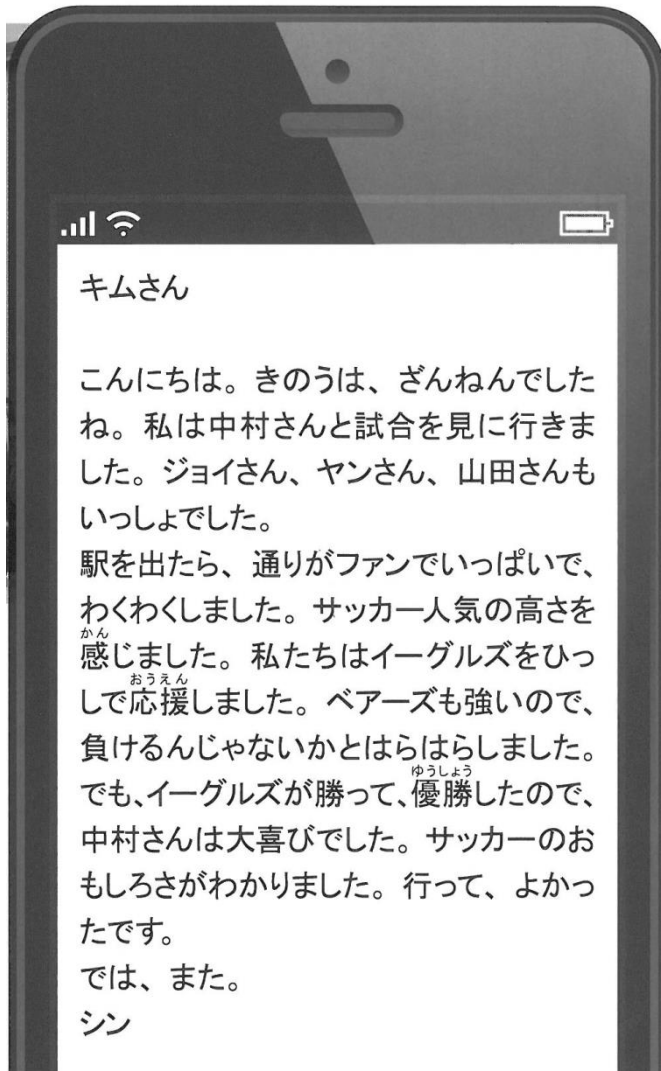 キムさん
こんにちは。きのうは、ざんねんでした
ね。私は中村さんと試合を見に行きま
した。ジョイさん、ヤンさん、山田さんも
いっしょでした。
駅を出たら、通りがファンでいっぱいで、
わくわくしました。サッカー人気の高さを
かん
感じました。私たちはイーグルズをひっ
おうえん
しで応援しました。ベアーズも強いので、
負けるんじゃないかとはらはらしました。
ゆうしょう
でも、イーグルズが勝って、優勝したので、
中村さんは大喜びでした。サッカーのお
もしろさがわかりました。行って、よかっ
たです。
では、また。
シン